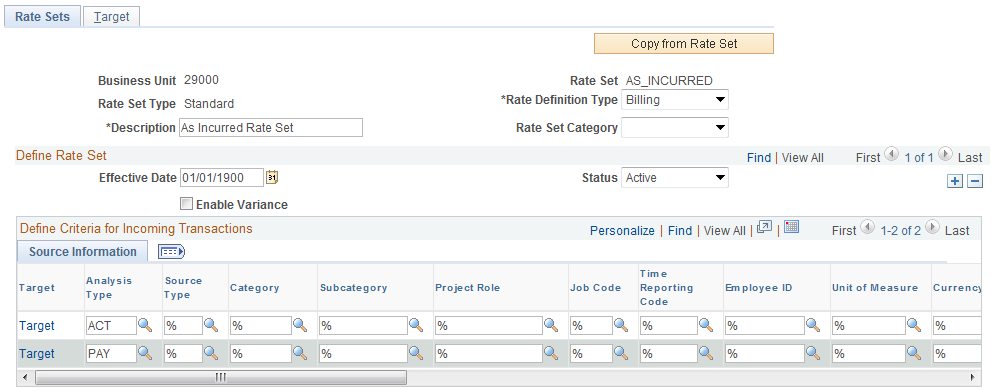 Rate Sets Target
Copy from Rate Set
Business Unit 29000 Rate Set AS_INCURRED
Rate Set Type Standard *Rate Definition Type Billing
*Description As Incurred Rate Set Rate Set Category
Define Rate Set Find | View All First 1 of 1 Last
Effective Date 01/01/1900 31 Status Active
Enable Variance
Define Criteria for Incoming Transactions Personalize | Find | View All | | First 1-2 of 2 Last
Source Information
Target Analysis Type Source Type Category Subcategory Project Role Job Code Time Reporting Code Employee ID Unit of Measure Currency
Target ACT % % % % % % % % %
Target PAY % % % % % % % % %